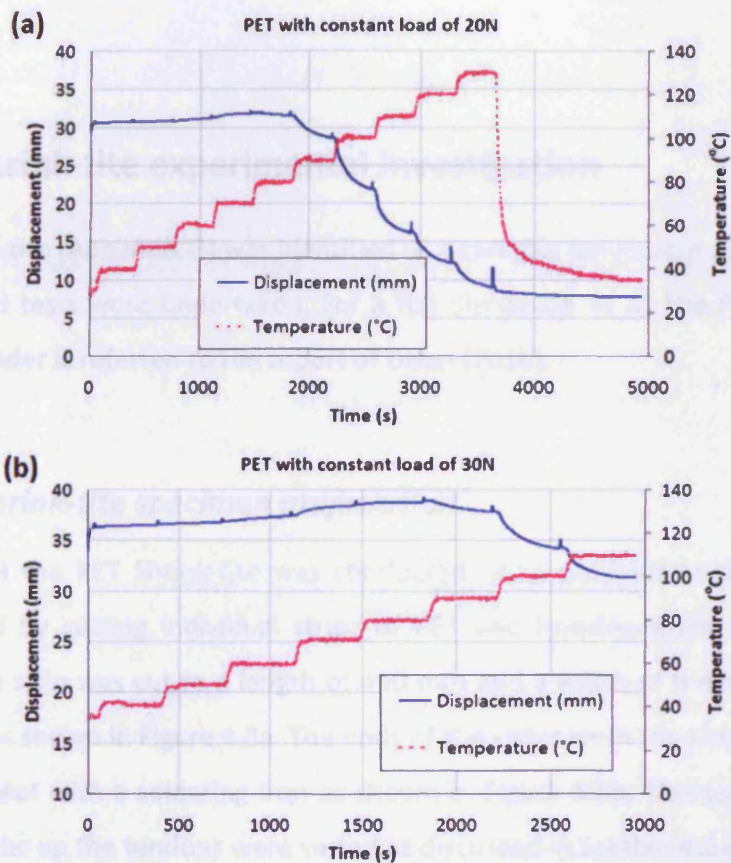 (a)
PET with constant load of 20N
Displacement (mm)
40
35
30
25
20
15
10
5
0
140
120
100
80
60
40
20
0
Temperature (°C)
Displacement (mm)
Temperature (°C)
0 1000 2000 3000 4000 5000
Time (s)
(b)
PET with constant load of 30N
Displacement (mm)
40
35
30
25
20
15
10
140
120
100
80
60
40
20
0
Temperature (°C)
Displacement (mm)
Temperature (°C)
0 500 1000 1500 2000 2500 3000
Time (s)